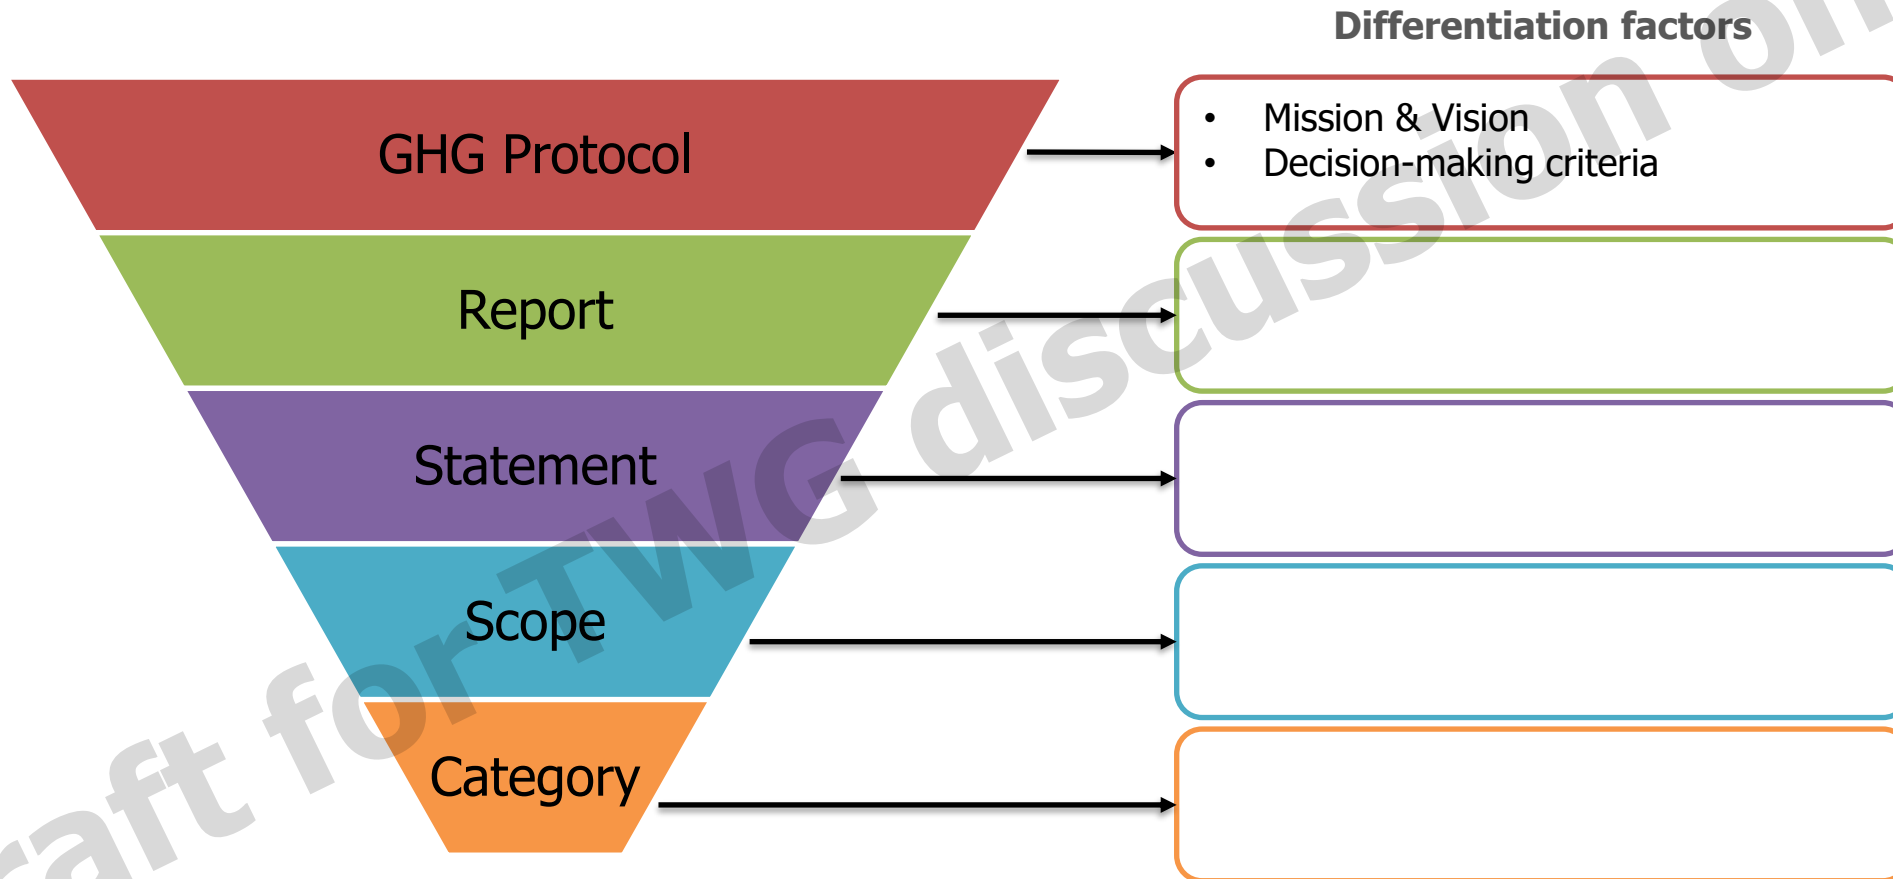 Differentiation factors
GHG Protocol
• Mission & Vision
• Decision-making criteria
Report
Statement
Scope
Category
raft for TWG discussion on